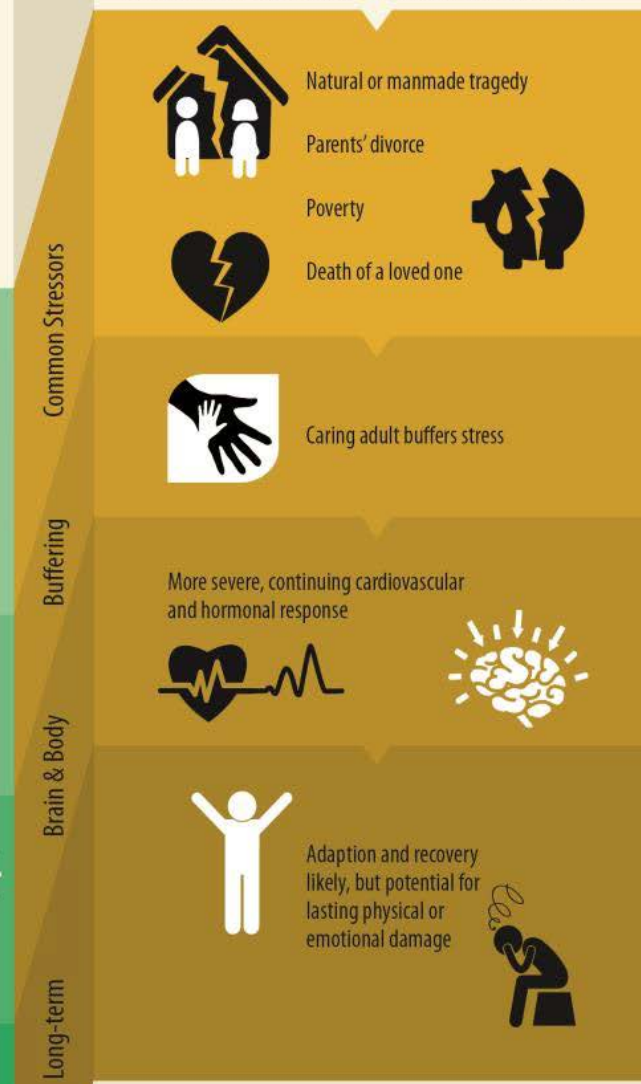 Common Stressors
Natural or manmade tragedy
Parents' divorce
Poverty
Death of a loved one
Buffering
Caring adult buffers stress
Brain & Body
More severe, continuing cardiovascular
and hormonal response
Long-term
Adaption and recovery
likely, but potential for
lasting physical or
emotional damage